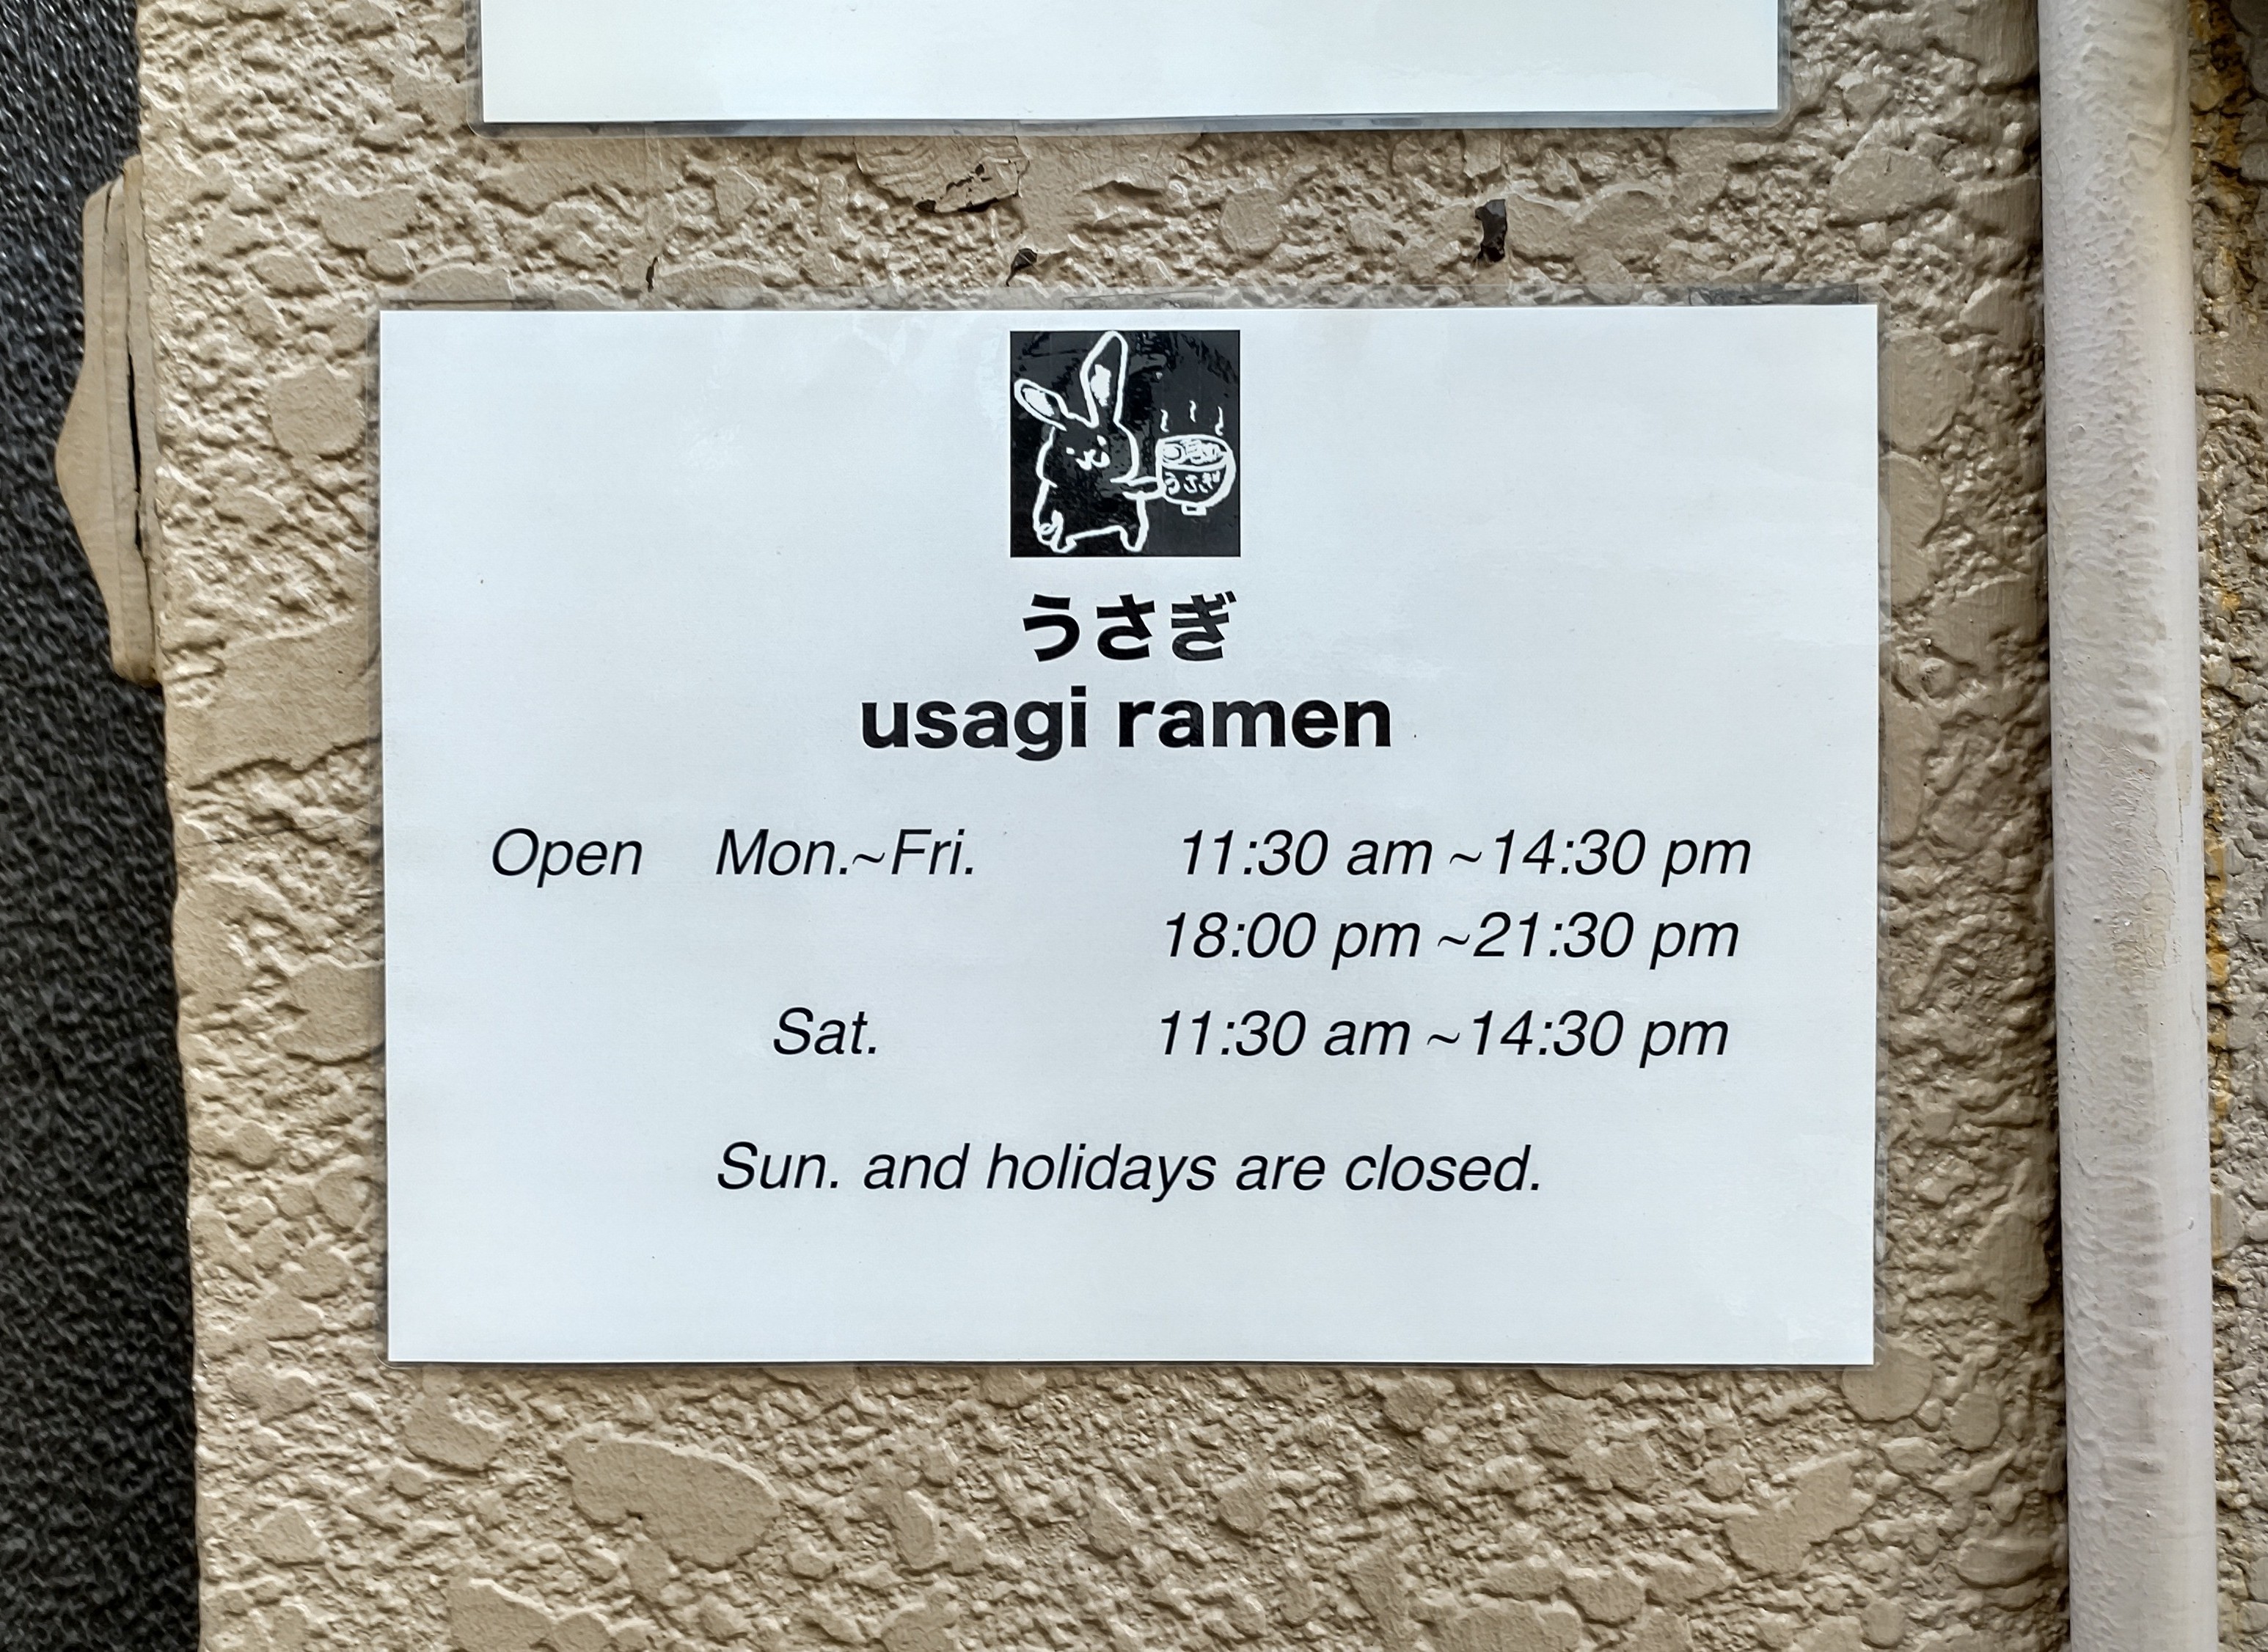 うさぎ
うさぎ
usagi ramen
Open Mon.~Fri. 11:30 am ~14:30 pm
18:00 pm ~21:30 pm
Sat. 11:30 am ~14:30 pm
Sun. and holidays are closed.